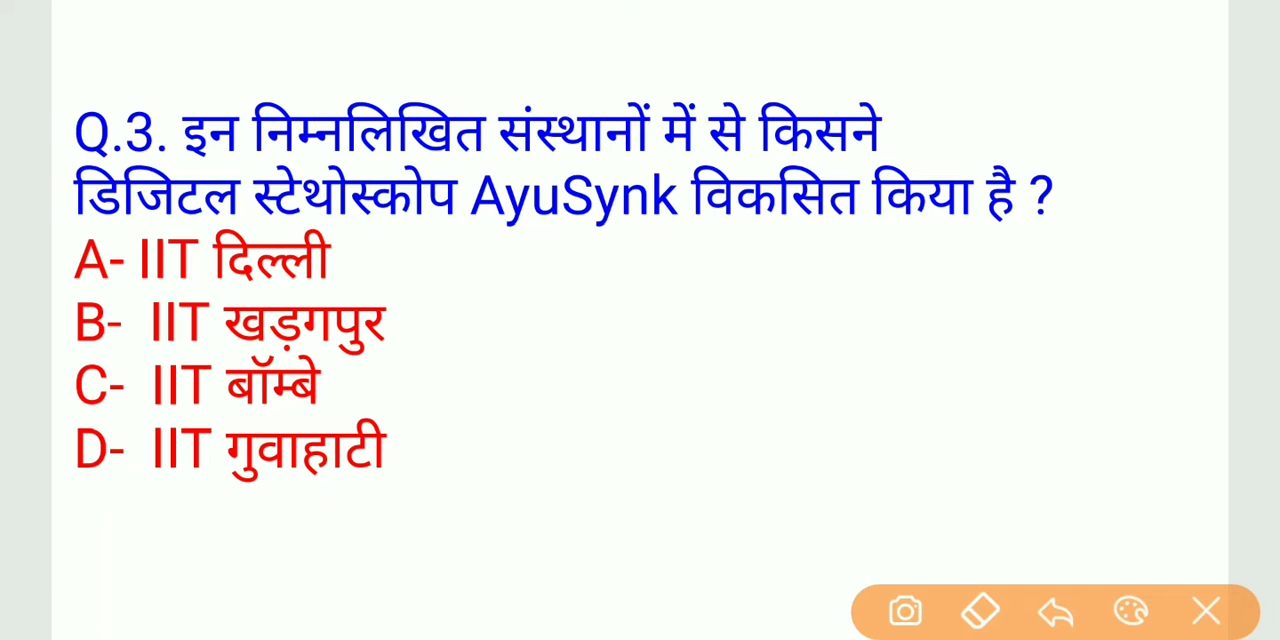 Q.3. इन निम्नलिखित संस्थानों में से किसने
डिजिटल स्टेथोस्कोप AyuSynk विकसित किया है ?
A- IIT दिल्ली
B- IIT खड़गपुर
C- IIT बॉम्बे
D- IIT गुवाहाटी